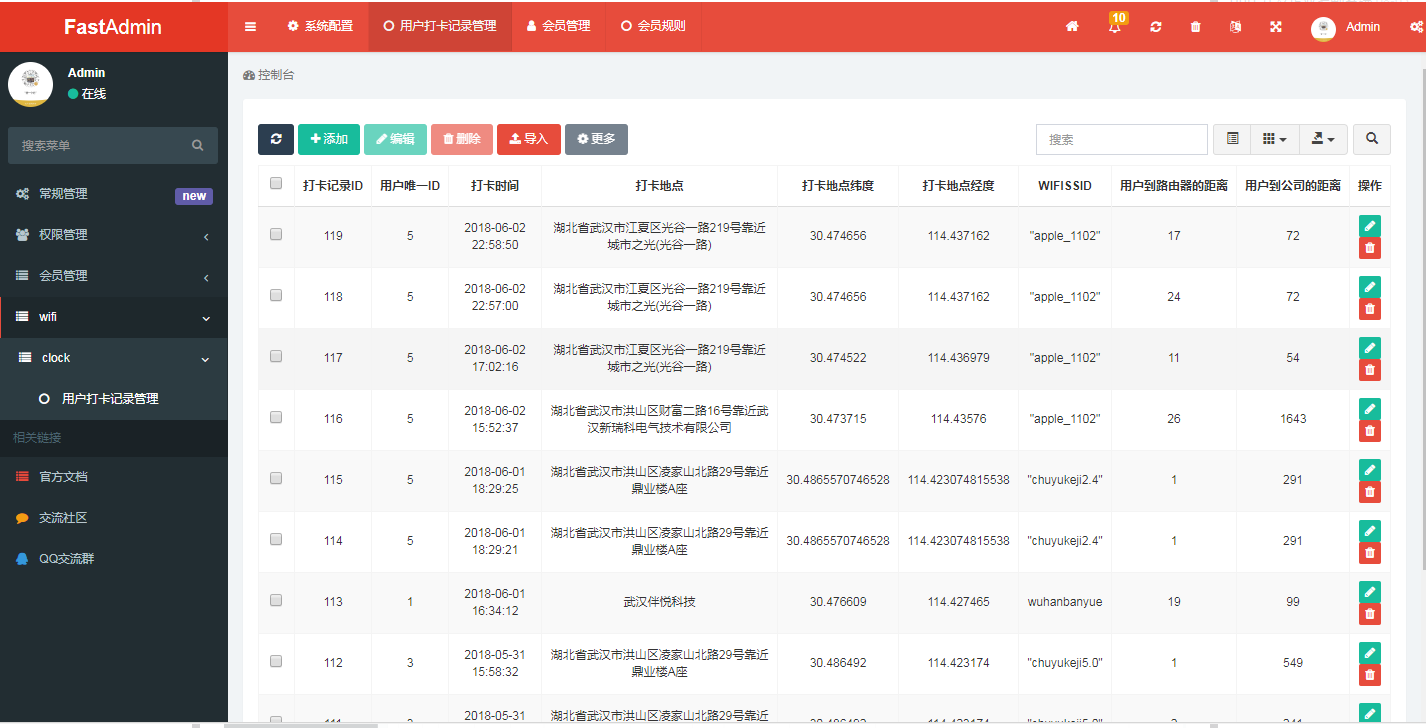 FastAdmin
系统配置 用户打卡记录管理 会员管理 会员规则 10 Admin
Admin
在线
控制台
搜索菜单
常规管理 new
权限管理
会员管理
wifi
clock
用户打卡记录管理
相关链接
官方文档
交流社区
QQ交流群
添加 编辑 删除 导入 更多 搜索
打卡记录ID 用户唯一ID 打卡时间 打卡地点 打卡地点纬度 打卡地点经度 WIFISSID 用户到路由器的距离 用户到公司的距离 操作
119 5 2018-06-02 22:58:50 湖北省武汉市江夏区光谷一路219号靠近城市之光(光谷一路) 30.474656 114.437162 "apple_1102" 17 72
118 5 2018-06-02 22:57:00 湖北省武汉市江夏区光谷一路219号靠近城市之光(光谷一路) 30.474656 114.437162 "apple_1102" 24 72
117 5 2018-06-02 17:02:16 湖北省武汉市江夏区光谷一路219号靠近城市之光(光谷一路) 30.474522 114.436979 "apple_1102" 11 54
116 5 2018-06-02 15:52:37 湖北省武汉市洪山区财富二路16号靠近武汉新瑞科电气技术有限公司 30.473715 114.43576 "apple_1102" 26 1643
115 5 2018-06-01 18:29:25 湖北省武汉市洪山区凌家山北路29号靠近鼎业楼A座 30.4865570746528 114.423074815538 "chuyukeji2.4" 1 291
114 5 2018-06-01 18:29:21 湖北省武汉市洪山区凌家山北路29号靠近鼎业楼A座 30.4865570746528 114.423074815538 "chuyukeji2.4" 1 291
113 1 2018-06-01 16:34:12 武汉伴悦科技 30.476609 114.427465 wuhanbanyue 19 99
112 3 2018-05-31 15:58:32 湖北省武汉市洪山区凌家山北路29号靠近鼎业楼A座 30.486492 114.423174 "chuyukeji5.0" 1 549
2018-05-31 湖北省武汉市洪山区凌家山北路29号靠近